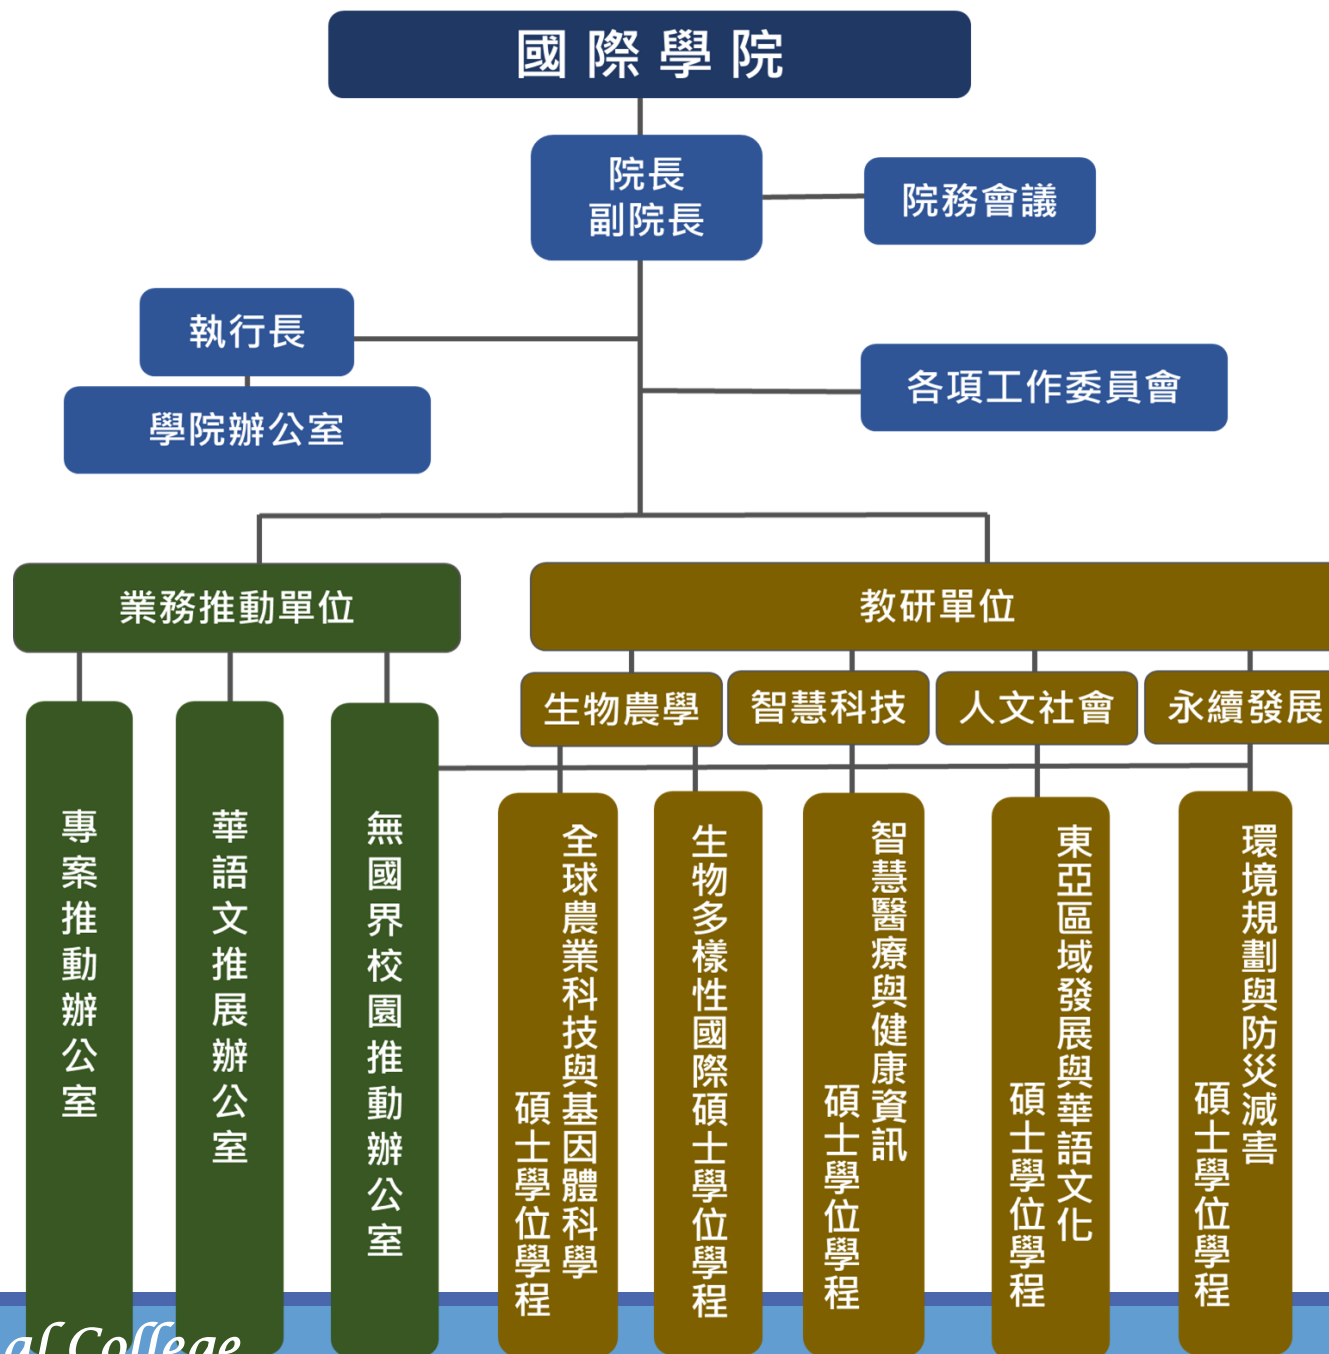 國際學院
院長
副院長
院務會議
執行長
學院辦公室
各項工作委員會
業務推動單位
教研單位
生物農學
智慧科技
人文社會
永續發展
專案推動辦公室
華語文推展辦公室
無國界校園推動辦公室
全球農業科技與基因體科學
碩士學位學程
生物多樣性國際碩士學位學程
智慧醫療與健康資訊
碩士學位學程
東亞區域發展與華語文化
碩士學位學程
環境規劃與防災減害
碩士學位學程
al College